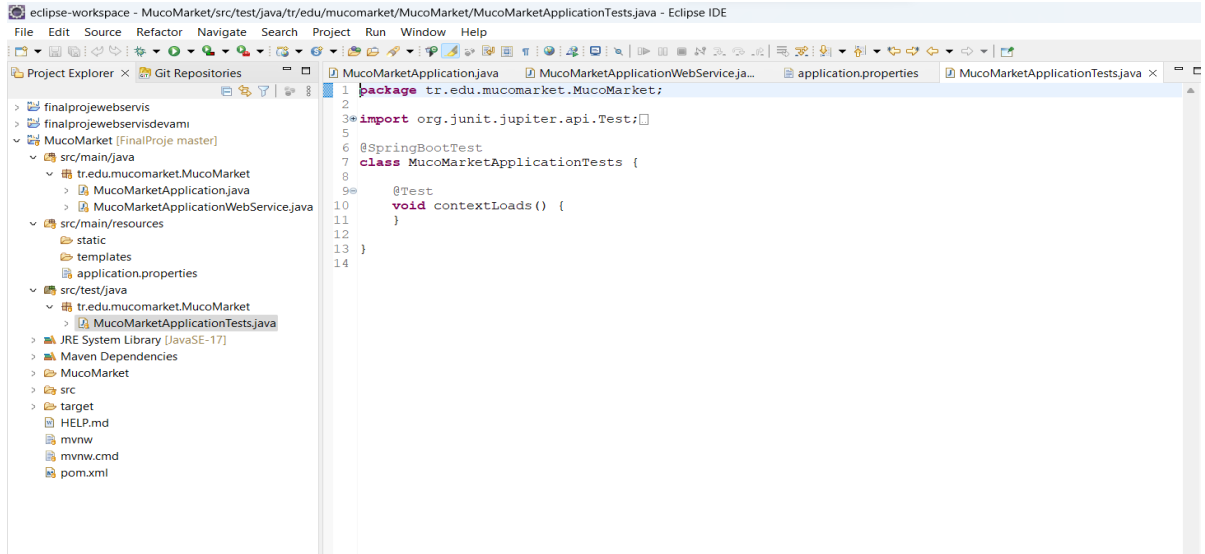 eclipse-workspace - MucoMarket/src/test/java/tr/edu/mucomarket/MucoMarket/MucoMarketApplicationTests.java - Eclipse IDE
File Edit Source Refactor Navigate Search Project Run Window Help
Project Explorer × Git Repositories
MucoMarketApplication.java MucoMarketApplicationWebService.ja... application.properties MucoMarketApplicationTests.java ×
finalprojewebservis
finalprojewebservisdevamı
MucoMarket [FinalProje master]
src/main/java
tr.edu.mucomarket.MucoMarket
MucoMarketApplication.java
MucoMarketApplicationWebService.java
src/main/resources
static
templates
application.properties
src/test/java
tr.edu.mucomarket.MucoMarket
MucoMarketApplicationTests.java
JRE System Library [JavaSE-17]
Maven Dependencies
MucoMarket
src
target
HELP.md
mvnw
mvnw.cmd
pom.xml
1 package tr.edu.mucomarket.MucoMarket;
2
3 import org.junit.jupiter.api.Test;
5
6 @SpringBootTest
7 class MucoMarketApplicationTests {
8
9 @Test
10 void contextLoads() {
11 }
12
13 }
14